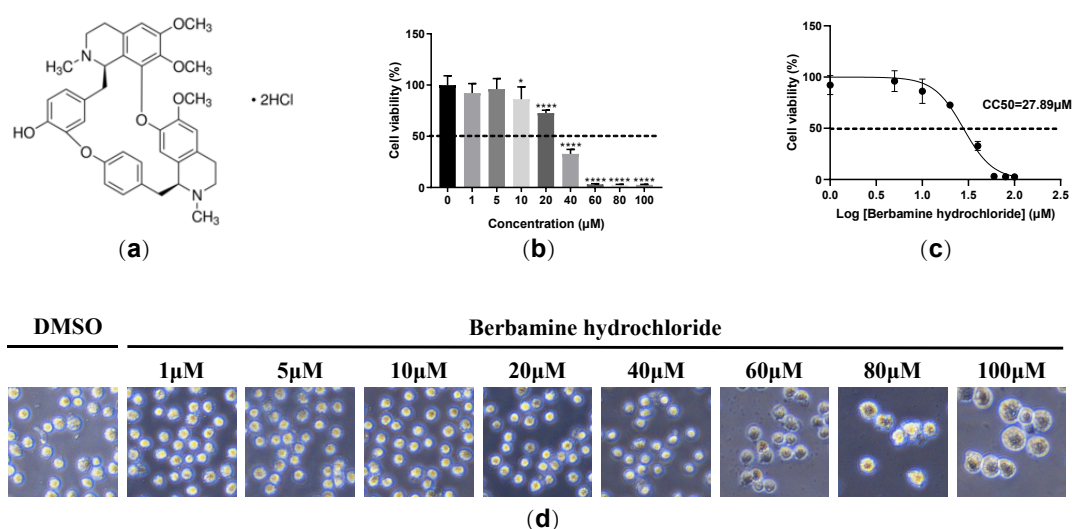 OCH₃
N
OCH₃
H₃C
OCH₃
• 2HCl
O
HO
O
N
CH₃
(a)
Cell viability (%)
150
100
50
0
*
****
****
**** **** ****
0 1 5 10 20 40 60 80 100
Concentration (μM)
(b)
Cell viability (%)
150
100
50
0
CC50=27.89μM
0.0 0.5 1.0 1.5 2.0 2.5
Log [Berbamine hydrochloride] (μM)
(c)
DMSO
Berbamine hydrochloride
1μM 5μM 10μM 20μM 40μM 60μM 80μM 100μM
(d)